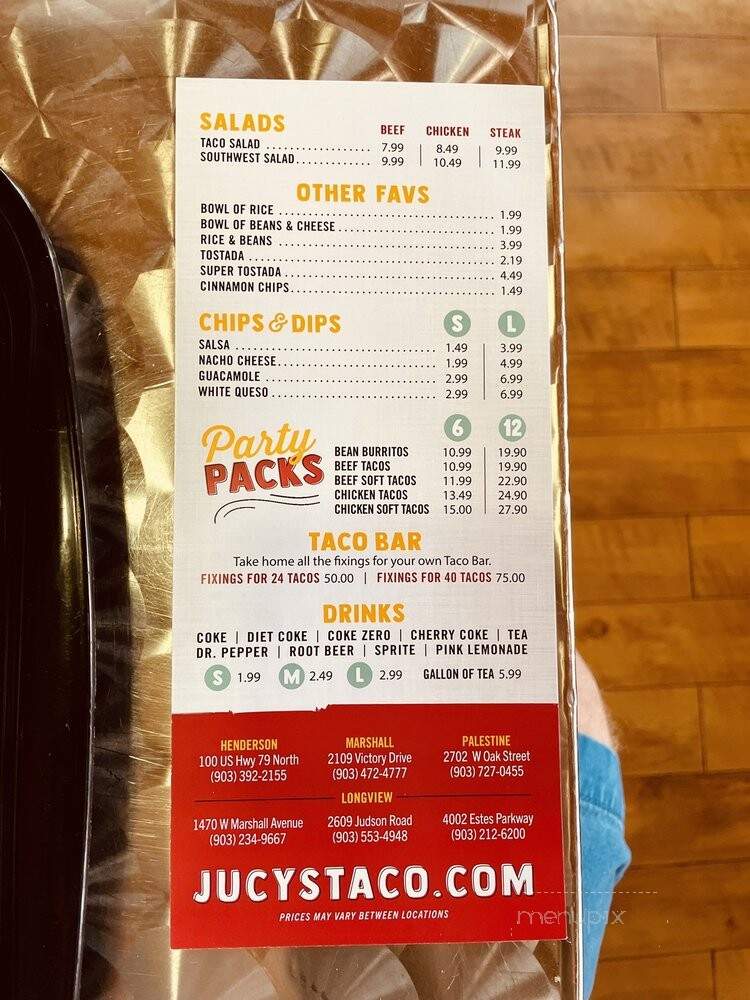 SALADS BEEF CHICKEN STEAK
TACO SALAD .................... 7.99 | 8.49 | 9.99
SOUTHWEST SALAD.............. 9.99 | 10.49 | 11.99
OTHER FAVS
BOWL OF RICE .................... 1.99
BOWL OF BEANS & CHEESE.................... 1.99
RICE & BEANS .................... 3.99
TOSTADA .................... 2.19
SUPER TOSTADA .................... 4.49
CINNAMON CHIPS.................... 1.49
CHIPS & DIPS S L
SALSA .................... 1.49 3.99
NACHO CHEESE.................... 1.99 4.99
GUACAMOLE .................... 2.99 6.99
WHITE QUESO .................... 2.99 6.99
Party PACKS
6 12
BEAN BURRITOS 10.99 19.90
BEEF TACOS 10.99 19.90
BEEF SOFT TACOS 11.99 22.90
CHICKEN TACOS 13.49 24.90
CHICKEN SOFT TACOS 15.00 27.90
TACO BAR
Take home all the fixings for your own Taco Bar.
FIXINGS FOR 24 TACOS 50.00 | FIXINGS FOR 40 TACOS 75.00
DRINKS
COKE | DIET COKE | COKE ZERO | CHERRY COKE | TEA
DR. PEPPER | ROOT BEER | SPRITE | PINK LEMONADE
S 1.99 M 2.49 L 2.99 GALLON OF TEA 5.99
HENDERSON MARSHALL PALESTINE
100 US Hwy 79 North 2109 Victory Drive 2702 W Oak Street
(903) 392-2155 (903) 472-4777 (903) 727-0455
LONGVIEW
1470 W Marshall Avenue 2609 Judson Road 4002 Estes Parkway
(903) 234-9667 (903) 553-4948 (903) 212-6200
JUCYSTACO.COM
PRICES MAY VARY BETWEEN LOCATIONS
menupix